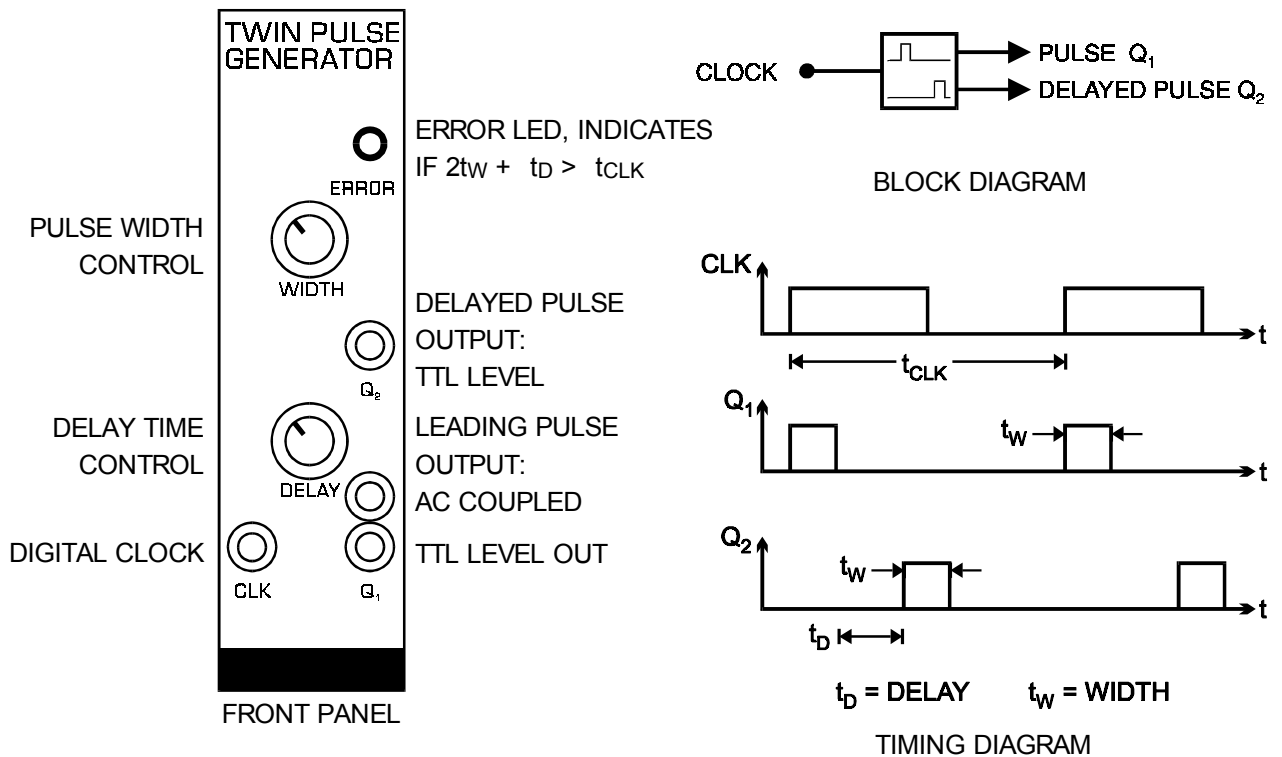 TWIN PULSE
GENERATOR
ERROR LED, INDICATES
IF 2tW + tD > tCLK
ERROR
PULSE WIDTH
CONTROL
WIDTH
DELAYED PULSE
OUTPUT:
TTL LEVEL
Q2
DELAY TIME
CONTROL
DELAY
LEADING PULSE
OUTPUT:
AC COUPLED
DIGITAL CLOCK
TTL LEVEL OUT
CLK
Q1
FRONT PANEL
CLOCK
PULSE Q1
DELAYED PULSE Q2
BLOCK DIAGRAM
CLK
t
tCLK
Q1
tW
t
Q2
tW
t
tD
tD = DELAY tW = WIDTH
TIMING DIAGRAM